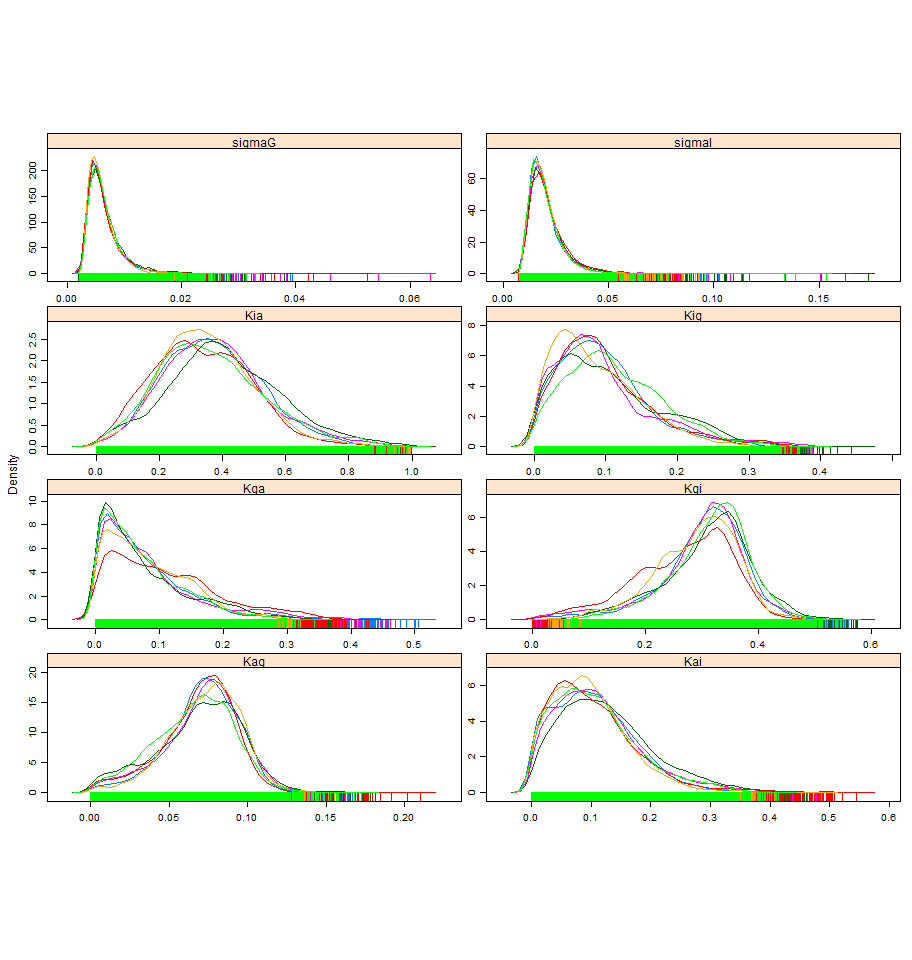 sigmaG
sigmaI
0 50 100 150 200
0 20 40 60
0.00 0.02 0.04 0.06
0.00 0.05 0.10 0.15
Kia
Kig
0.0 0.5 1.0 1.5 2.0 2.5
0 2 4 6 8
0.0 0.2 0.4 0.6 0.8 1.0
0.0 0.1 0.2 0.3 0.4
Density
Kga
Kgi
0 2 4 6 8 10
0 2 4 6
0.0 0.1 0.2 0.3 0.4 0.5
0.0 0.2 0.4 0.6
Kag
Kai
0 5 10 15 20
0 2 4 6
0.00 0.05 0.10 0.15 0.20
0.0 0.1 0.2 0.3 0.4 0.5 0.6